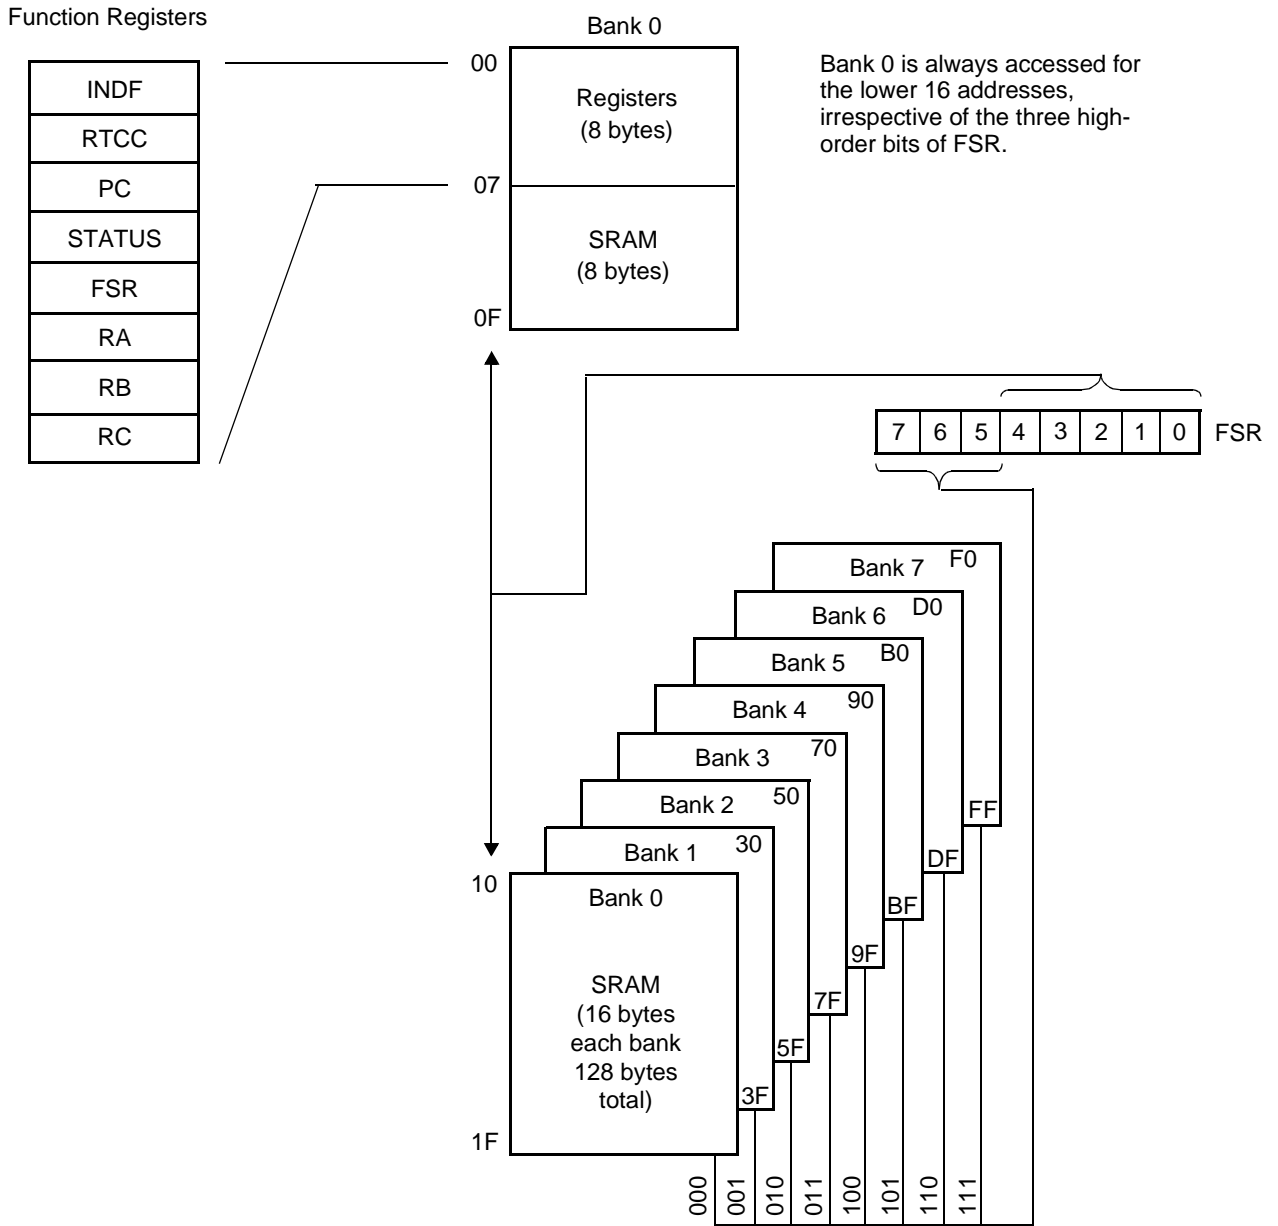 Function Registers
INDF
RTCC
PC
STATUS
FSR
RA
RB
RC
Bank 0
00
Registers
(8 bytes)
07
SRAM
(8 bytes)
0F
Bank 0 is always accessed for
the lower 16 addresses,
irrespective of the three high-
order bits of FSR.
7 6 5 4 3 2 1 0 FSR
Bank 7 F0
Bank 6 D0
Bank 5 B0
Bank 4 90
Bank 3 70
Bank 2 50
Bank 1 30
10
Bank 0
SRAM
(16 bytes
each bank
128 bytes
total)
1F
3F
5F
7F
9F
BF
DF
FF
000
001
010
011
100
101
110
111